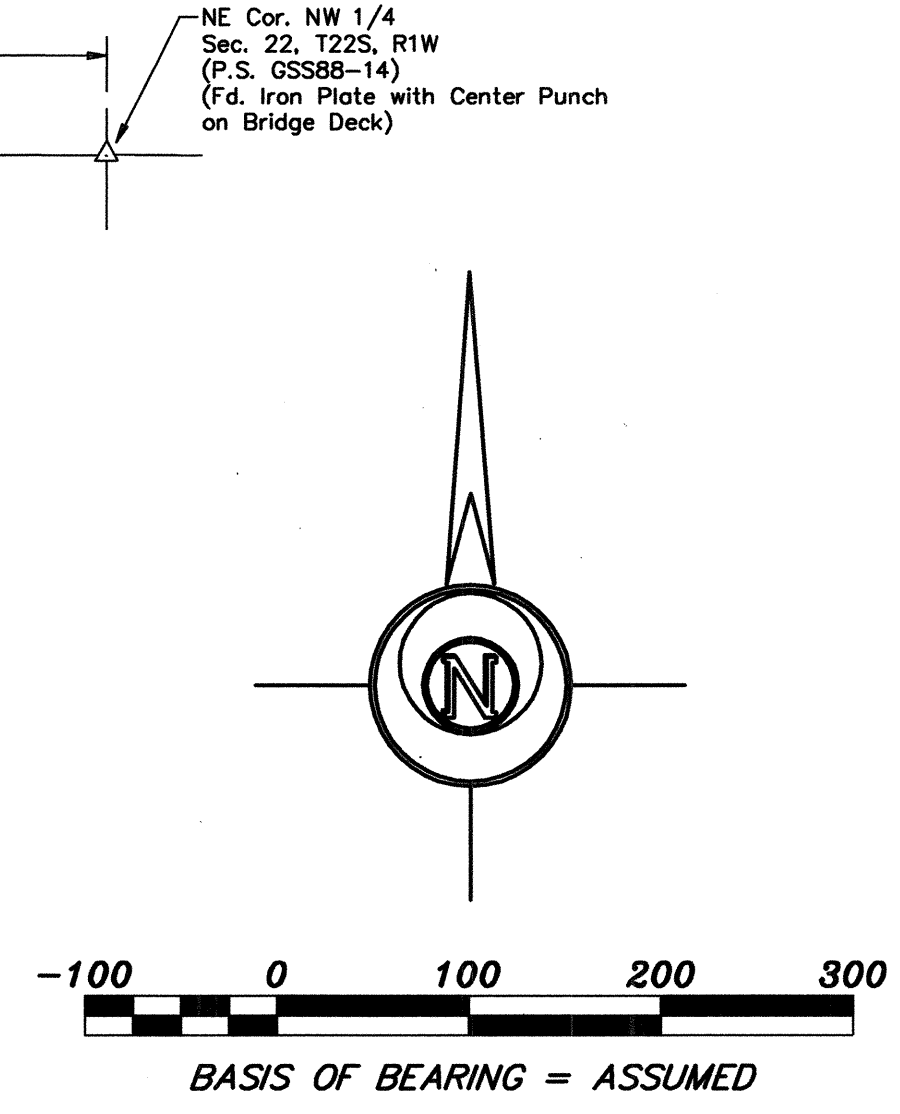 NE Cor. NW 1/4
Sec. 22, T22S, R1W
(P.S. GSS88-14)
(Fd. Iron Plate with Center Punch
on Bridge Deck)
N
-100 0 100 200 300
BASIS OF BEARING = ASSUMED